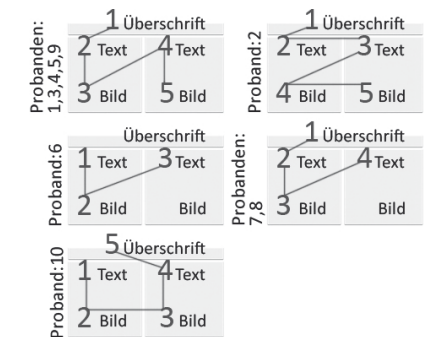 Probanden:
1,3,4,5,9
1 Überschrift
2 Text 4 Text
3 Bild 5 Bild
Proband:2
1 Überschrift
2 Text 3 Text
4 Bild 5 Bild
Proband:6
Überschrift
1 Text 3 Text
2 Bild Bild
Probanden:
7,8
1 Überschrift
2 Text 4 Text
3 Bild Bild
Proband:10
5 Überschrift
1 Text 4 Text
2 Bild 3 Bild